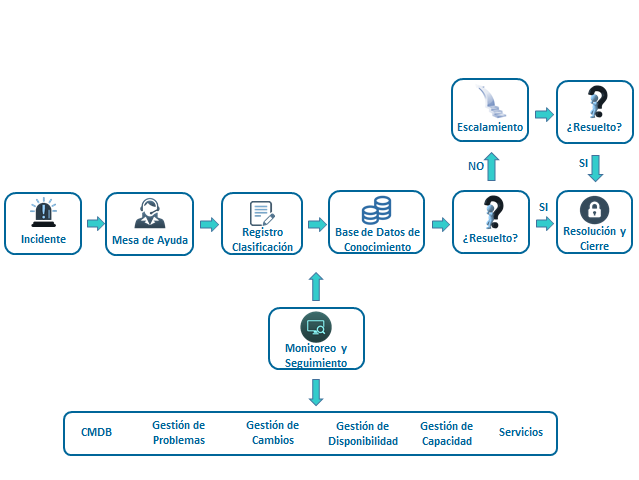 Escalamiento
¿Resuelto?
NO
SI
Incidente
Mesa de Ayuda
Registro
Clasificación
Base de Datos de
Conocimiento
¿Resuelto?
SI
Resolución y
Cierre
Monitoreo y
Seguimiento
CMDB
Gestión de
Problemas
Gestión de
Cambios
Gestión de
Disponibilidad
Gestión de
Capacidad
Servicios